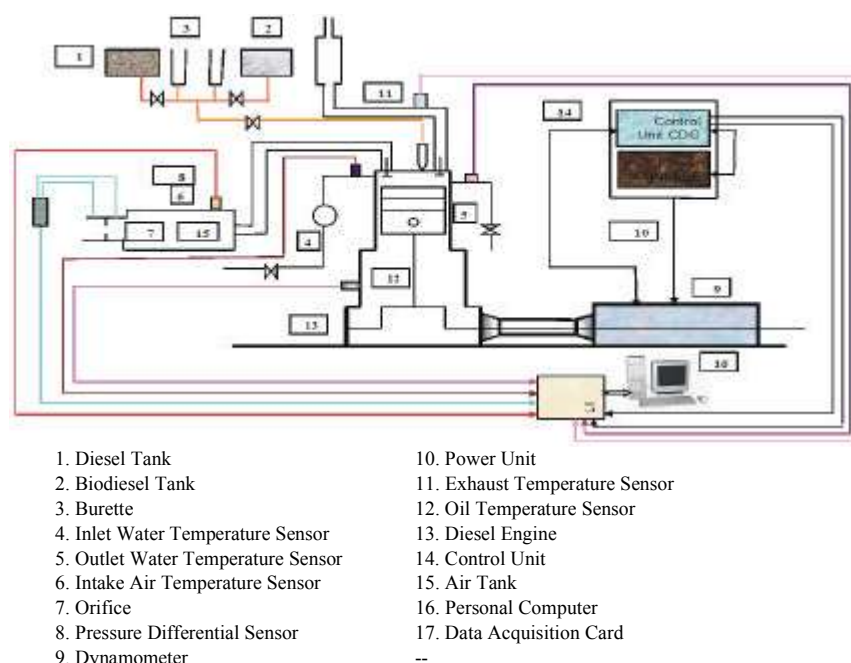 1
3
2
11
14
Control
Unit CDG
8
6
7
15
4
5
12
10
9
13
16
1. Diesel Tank
2. Biodiesel Tank
3. Burette
4. Inlet Water Temperature Sensor
5. Outlet Water Temperature Sensor
6. Intake Air Temperature Sensor
7. Orifice
8. Pressure Differential Sensor
9. Dynamometer
10. Power Unit
11. Exhaust Temperature Sensor
12. Oil Temperature Sensor
13. Diesel Engine
14. Control Unit
15. Air Tank
16. Personal Computer
17. Data Acquisition Card
--